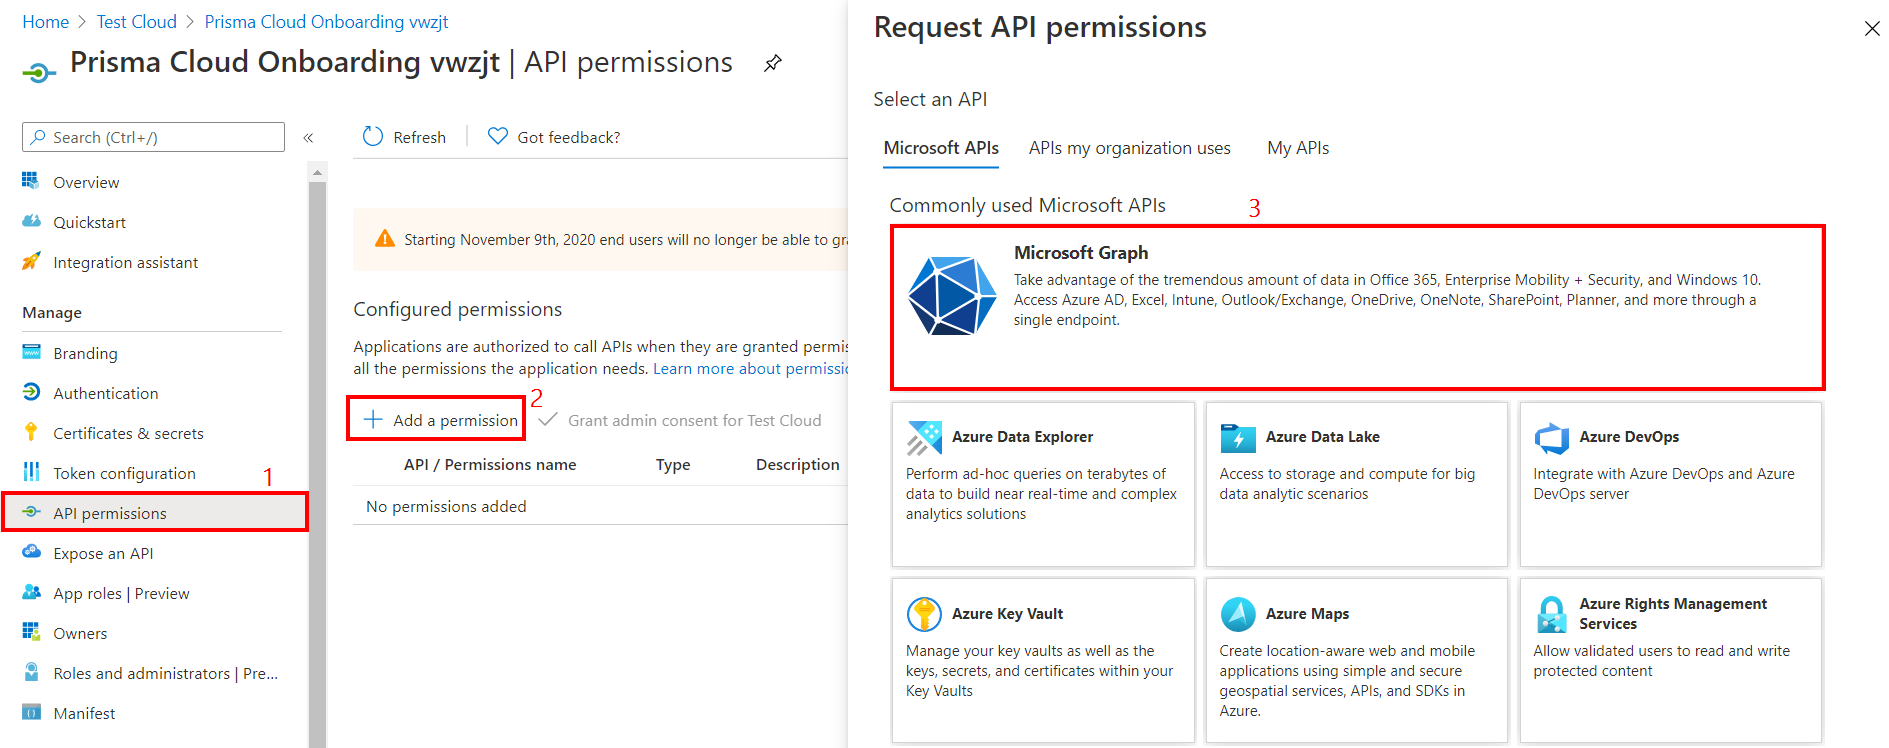 Home > Test Cloud > Prisma Cloud Onboarding vwzjt
Prisma Cloud Onboarding vwzjt | API permissions
Search (Ctrl+/)
«
Overview
Quickstart
Integration assistant
Manage
Branding
Authentication
Certificates & secrets
Token configuration
1
API permissions
Expose an API
App roles | Preview
Owners
Roles and administrators | Pre...
Manifest
Refresh
Got feedback?
Starting November 9th, 2020 end users will no longer be able to gr
Configured permissions
Applications are authorized to call APIs when they are granted permis
all the permissions the application needs. Learn more about permissio
2
Add a permission
Grant admin consent for Test Cloud
API / Permissions name Type Description
No permissions added
Request API permissions
Select an API
Microsoft APIs APIs my organization uses My APIs
Commonly used Microsoft APIs
3
Microsoft Graph
Take advantage of the tremendous amount of data in Office 365, Enterprise Mobility + Security, and Windows 10.
Access Azure AD, Excel, Intune, Outlook/Exchange, OneDrive, OneNote, SharePoint, Planner, and more through a
single endpoint.
Azure Data Explorer
Perform ad-hoc queries on terabytes of
data to build near real-time and complex
analytics solutions
Azure Data Lake
Access to storage and compute for big
data analytic scenarios
Azure DevOps
Integrate with Azure DevOps and Azure
DevOps server
Azure Key Vault
Manage your key vaults as well as the
keys, secrets, and certificates within your
Key Vaults
Azure Maps
Create location-aware web and mobile
applications using simple and secure
geospatial services, APIs, and SDKs in
Azure.
Azure Rights Management
Services
Allow validated users to read and write
protected content